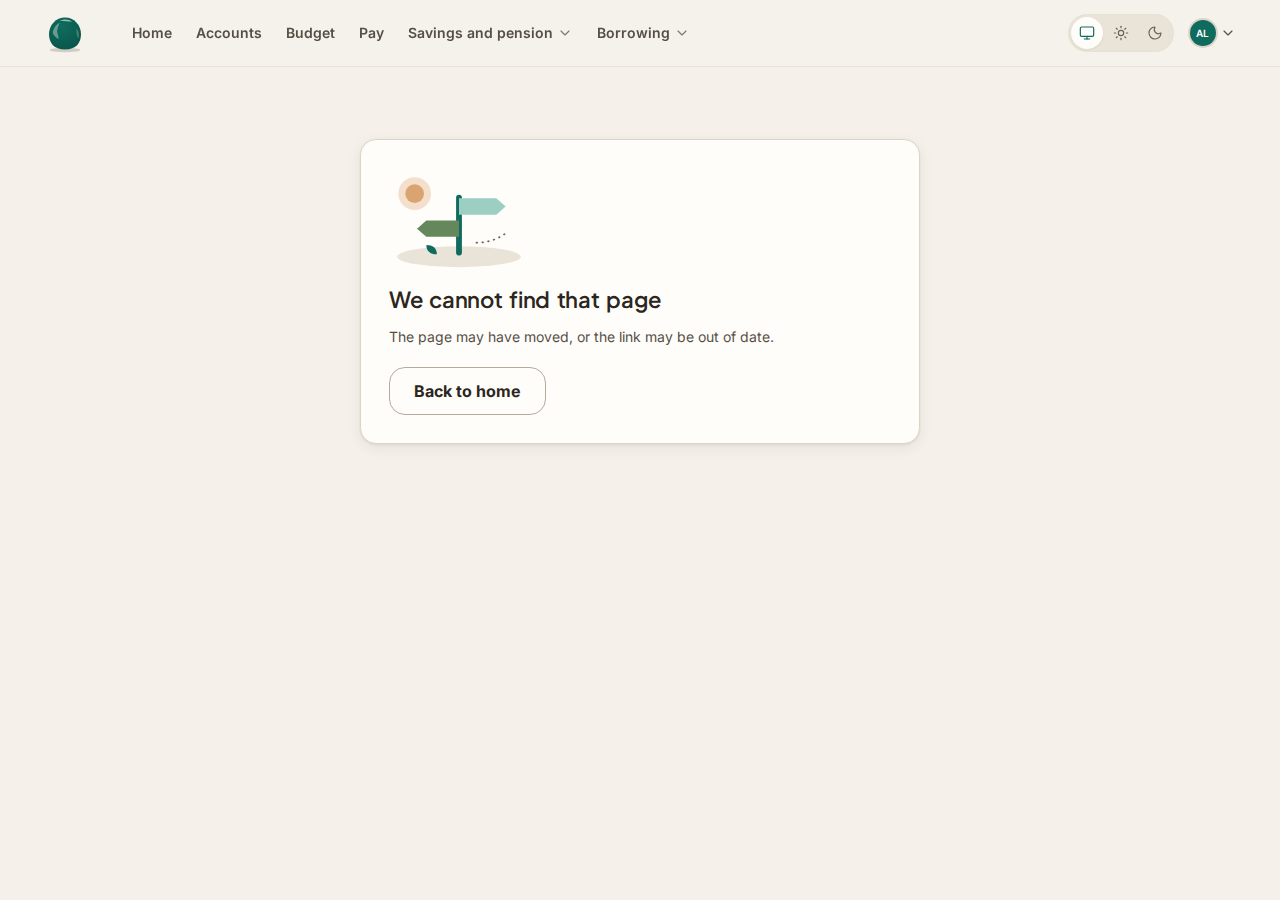 Home Accounts Budget Pay Savings and pension Borrowing AL
We cannot find that page
The page may have moved, or the link may be out of date.
Back to home